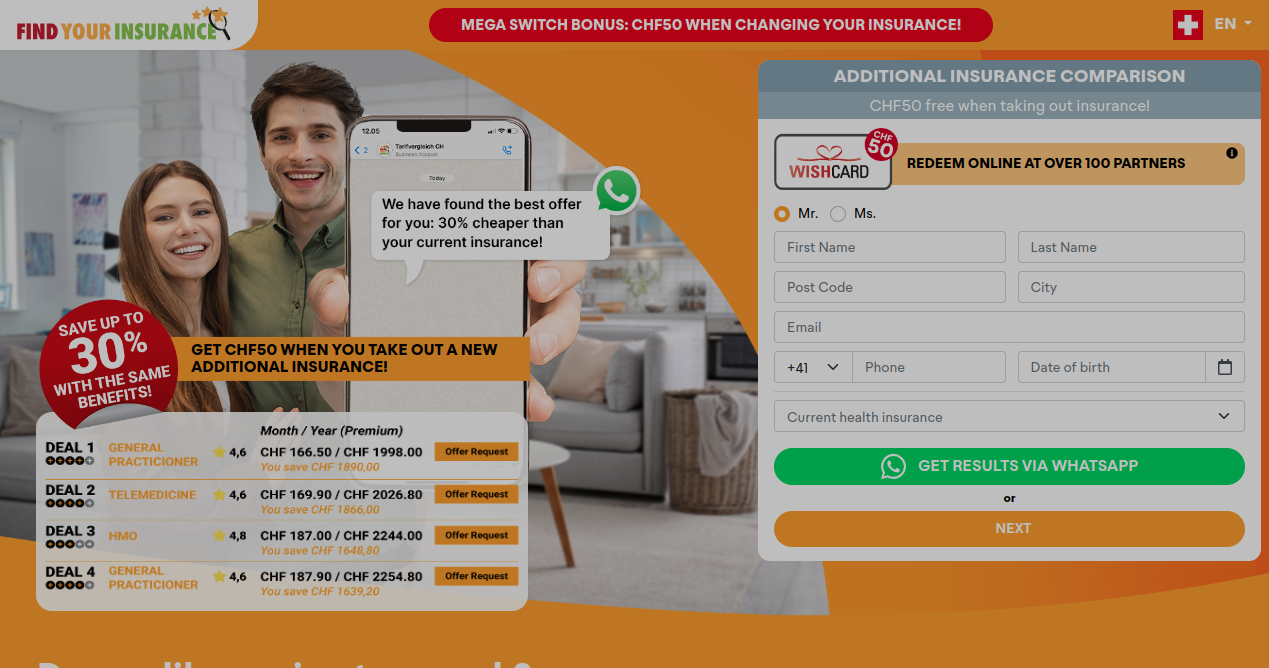 FIND YOUR INSURANCE
MEGA SWITCH BONUS: CHF50 WHEN CHANGING YOUR INSURANCE!
EN
12.05
2
Tarifvergleich CH
Business Account
Today
We have found the best offer
for you: 30% cheaper than
your current insurance!
SAVE UP TO
30%
WITH THE SAME
BENEFITS!
GET CHF50 WHEN YOU TAKE OUT A NEW
ADDITIONAL INSURANCE!
Month / Year (Premium)
DEAL 1 GENERAL PRACTICIONER 4,6 CHF 166.50 / CHF 1998.00 Offer Request
You save CHF 1890,00
DEAL 2 TELEMEDICINE 4,6 CHF 169.90 / CHF 2026.80 Offer Request
You save CHF 1866,00
DEAL 3 HMO 4,8 CHF 187.00 / CHF 2244.00 Offer Request
You save CHF 1648,80
DEAL 4 GENERAL PRACTICIONER 4,6 CHF 187.90 / CHF 2254.80 Offer Request
You save CHF 1639,20
ADDITIONAL INSURANCE COMPARISON
CHF50 free when taking out insurance!
WISHCARD
CHF
50
REDEEM ONLINE AT OVER 100 PARTNERS
Mr. Ms.
First Name Last Name
Post Code City
Email
+41 Phone Date of birth
Current health insurance
GET RESULTS VIA WHATSAPP
or
NEXT